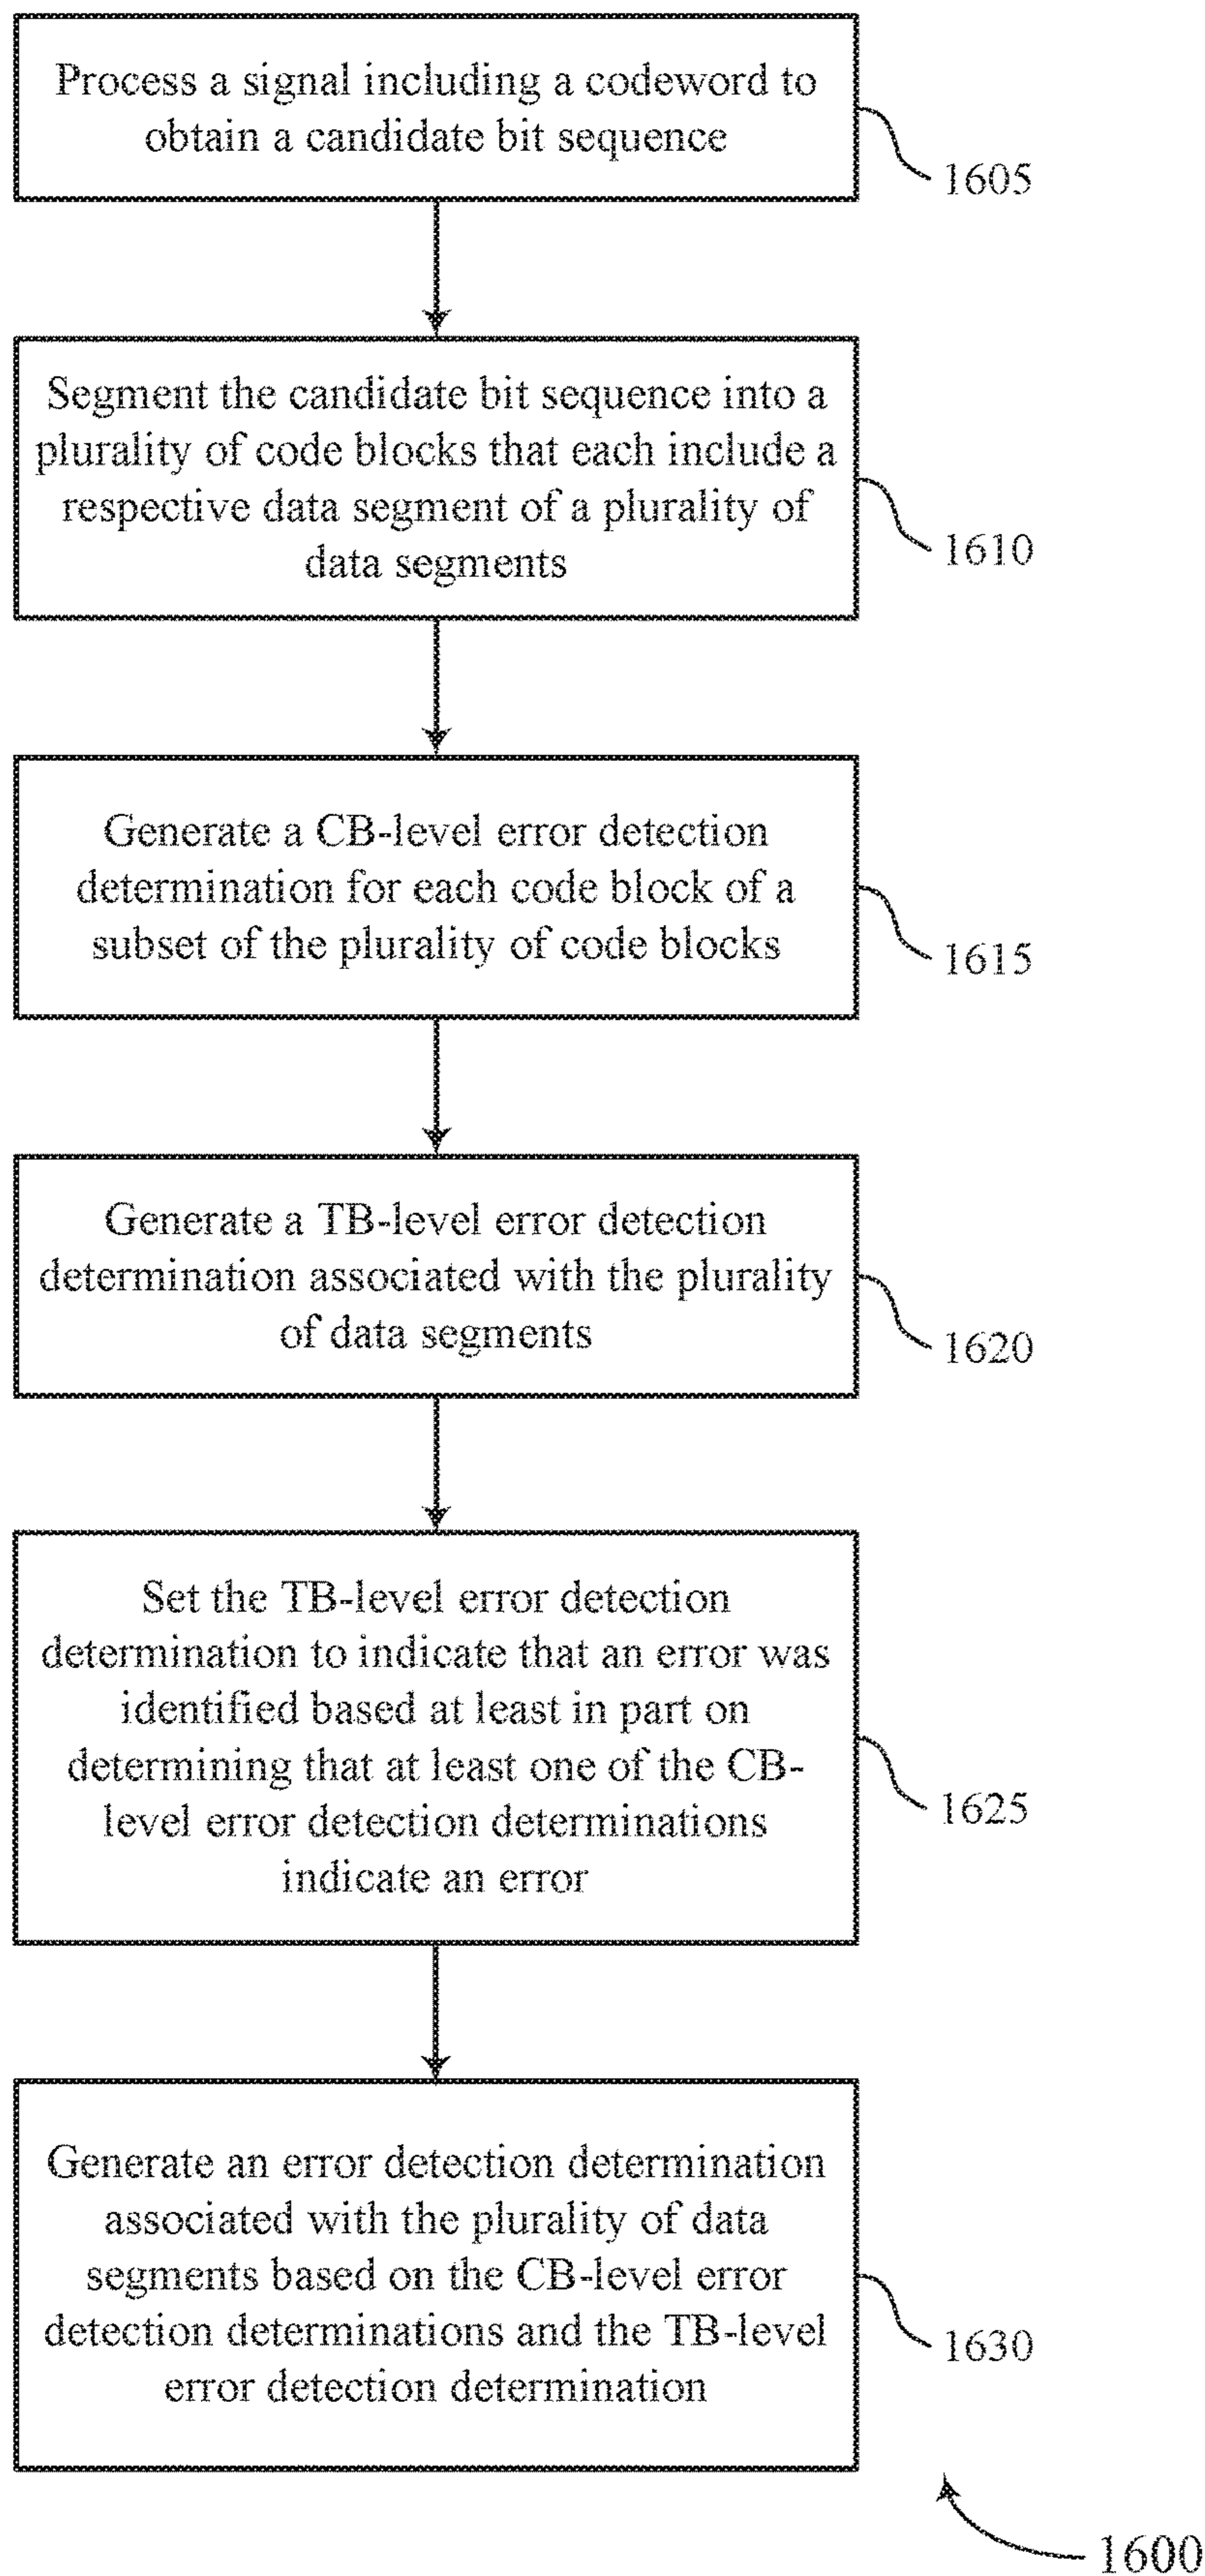 Process a signal including a codeword to
obtain a candidate bit sequence
1605
Segment the candidate bit sequence into a
plurality of code blocks that each include a
respective data segment of a plurality of
data segments
1610
Generate a CB-level error detection
determination for each code block of a
subset of the plurality of code blocks
1615
Generate a TB-level error detection
determination associated with the plurality
of data segments
1620
Set the TB-level error detection
determination to indicate that an error was
identified based at least in part on
determining that at least one of the CB-
level error detection determinations
indicate an error
1625
Generate an error detection determination
associated with the plurality of data
segments based on the CB-level error
detection determinations and the TB-level
error detection determination
1630
1600